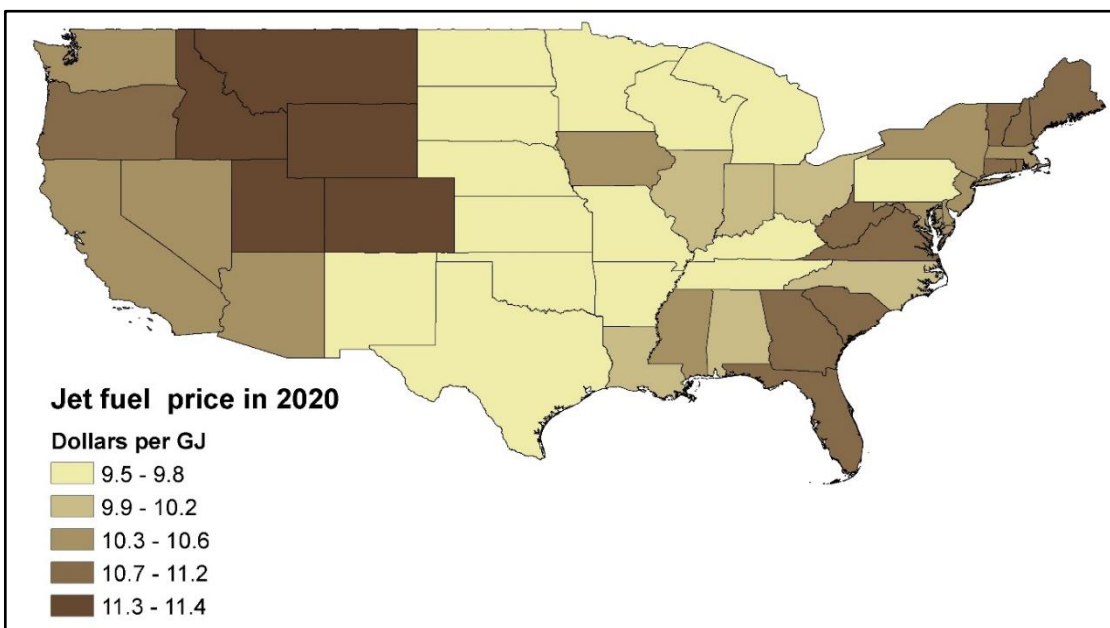 Jet fuel  price in 2020
Dollars per GJ
9.5 - 9.8
9.9 - 10.2
10.3 - 10.6
10.7 - 11.2
11.3 - 11.4